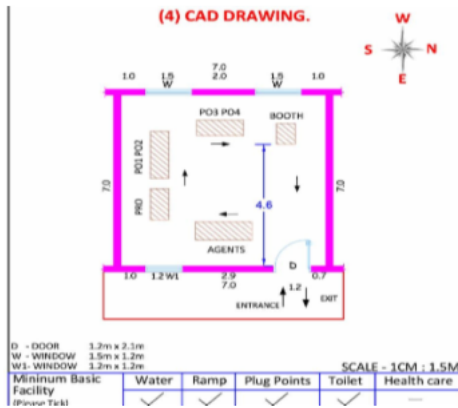 (4) CAD DRAWING.
W
S N
E
7.0
1.0 1.5 2.0 1.5 1.0
W W
PO3 PO4 BOOTH
PO1 PO2
7.0 7.0
4.6
PRO
AGENTS
D
1.0 1.2 W1 2.9 0.7
7.0 1.2
ENTRANCE EXIT
D - DOOR 1.2m x 2.1m
W - WINDOW 1.5m x 1.2m
W1- WINDOW 1.2m x 1.2m
SCALE - 1CM : 1.5M
Mininum Basic Water Ramp Plug Points Toilet Health care
Facility
(Please Tick)